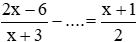 (2x−6)/(x+3) − .... = (x+1)/2